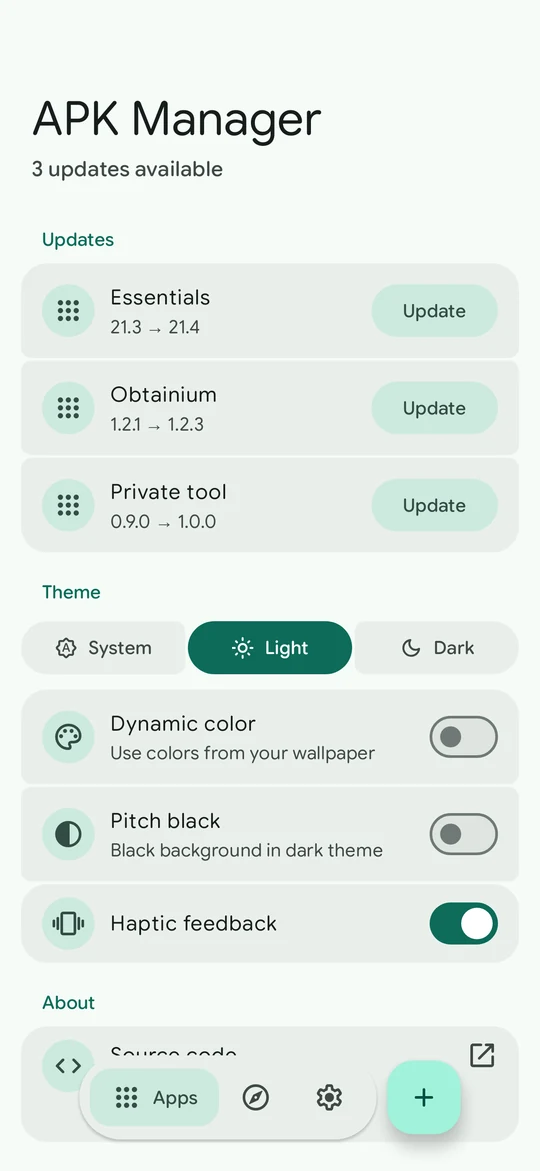 APK Manager
3 updates available
Updates
Essentials
21.3 → 21.4
Update
Obtainium
1.2.1 → 1.2.3
Update
Private tool
0.9.0 → 1.0.0
Update
Theme
System
Light
Dark
Dynamic color
Use colors from your wallpaper
Pitch black
Black background in dark theme
Haptic feedback
About
Source code
Apps